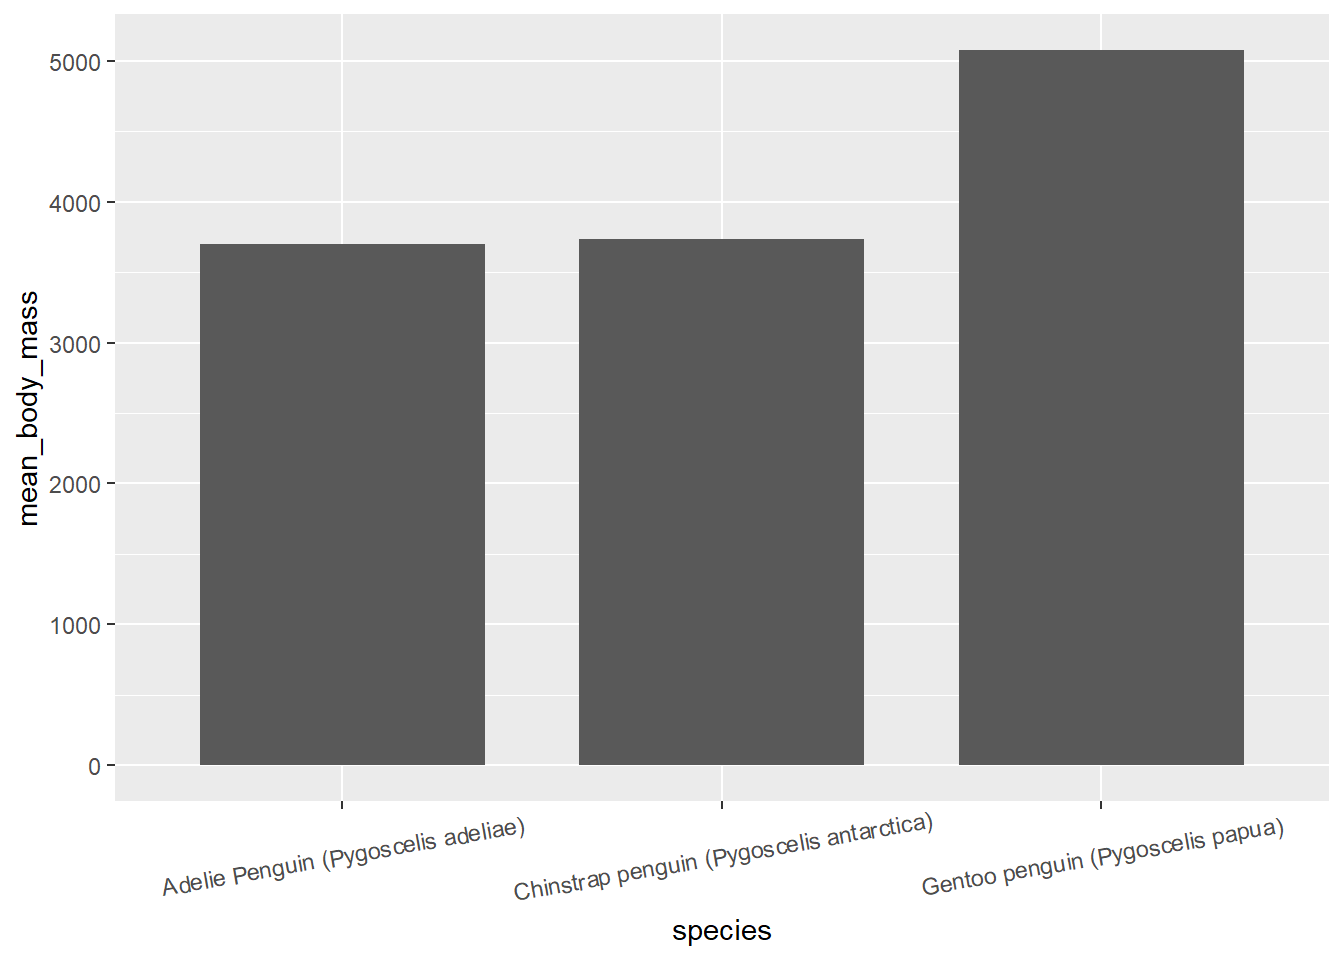 mean_body_mass
5000
4000
3000
2000
1000
0
Adelie Penguin (Pygoscelis adeliae)
Chinstrap penguin (Pygoscelis antarctica)
Gentoo penguin (Pygoscelis papua)
species